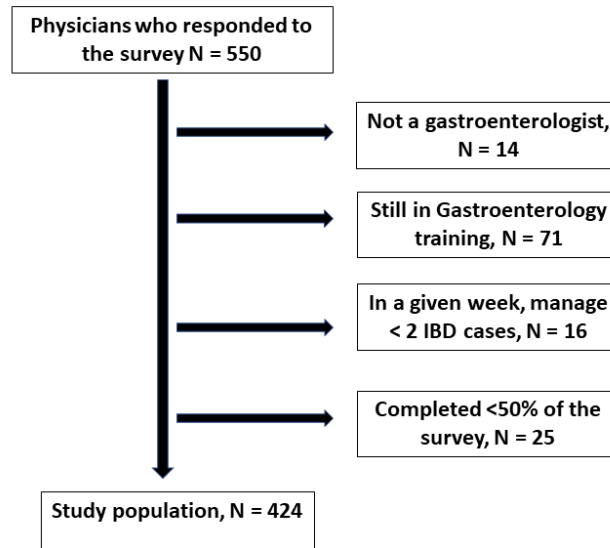 Physicians who responded to
the survey N = 550
Not a gastroenterologist,
N = 14
Still in Gastroenterology
training, N = 71
In a given week, manage
< 2 IBD cases, N = 16
Completed <50% of the
survey, N = 25
Study population, N = 424